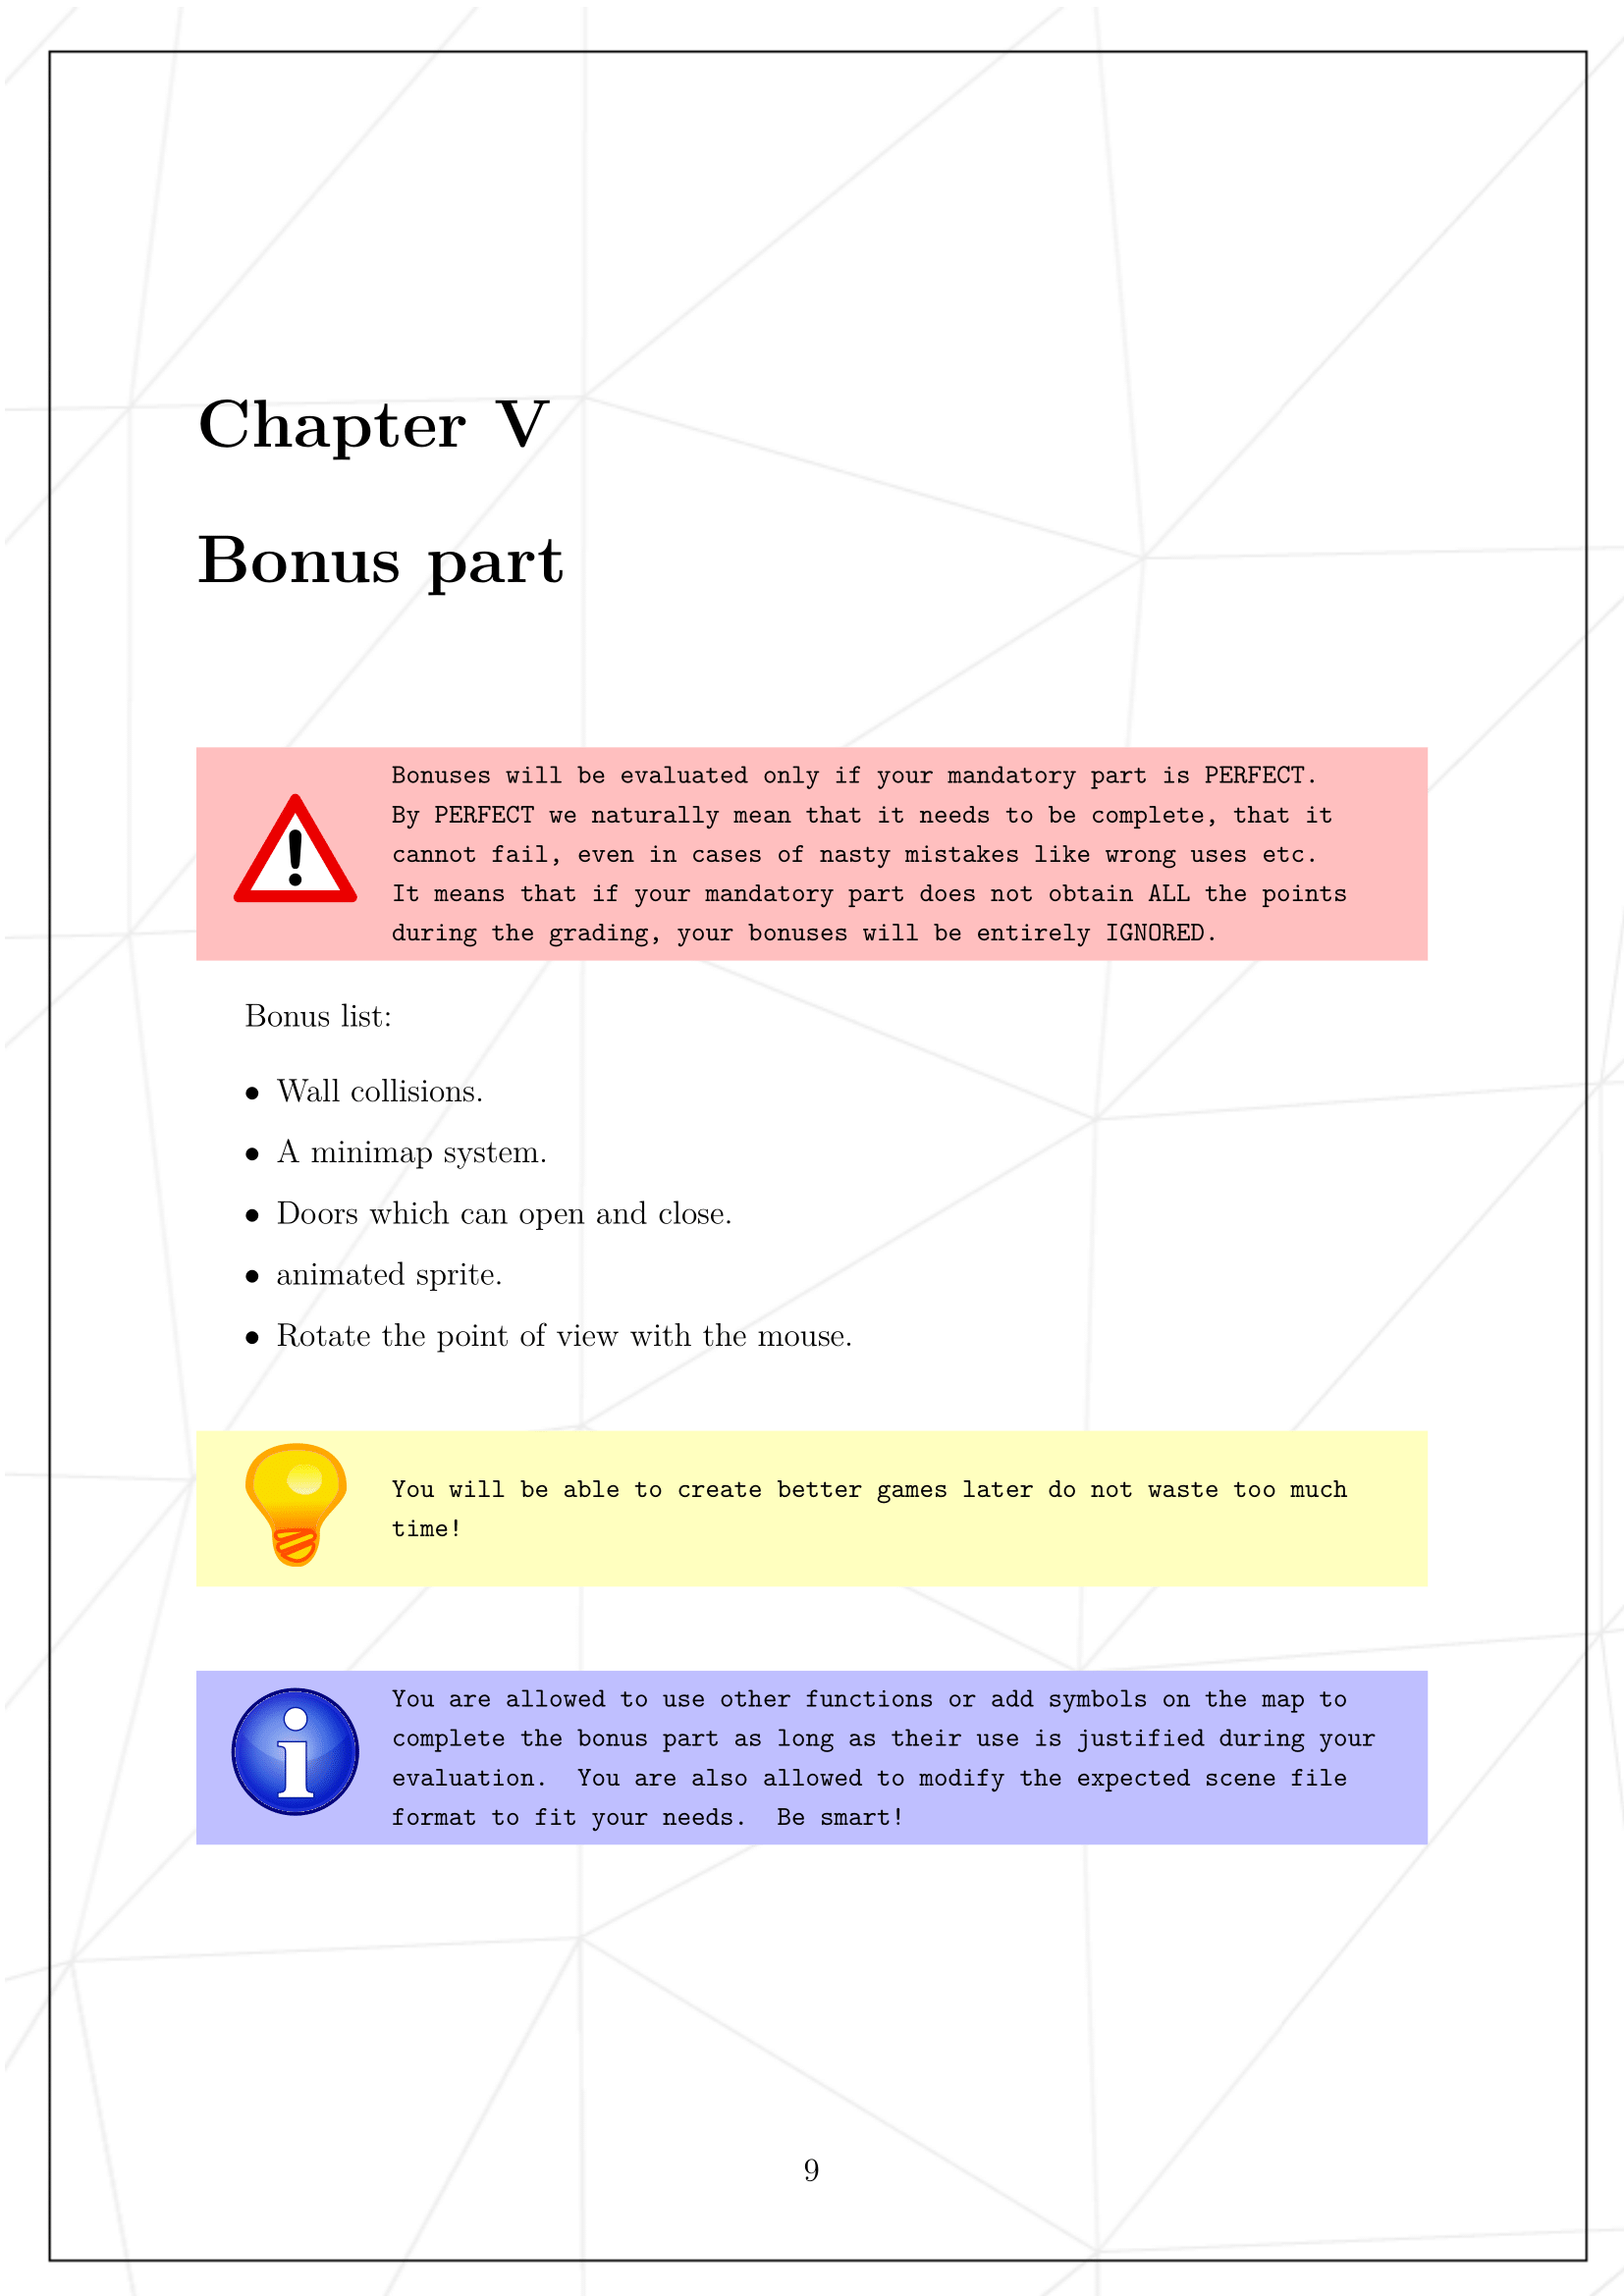 Chapter V
Bonus part
Bonuses will be evaluated only if your mandatory part is PERFECT.
By PERFECT we naturally mean that it needs to be complete, that it
cannot fail, even in cases of nasty mistakes like wrong uses etc.
It means that if your mandatory part does not obtain ALL the points
during the grading, your bonuses will be entirely IGNORED.
Bonus list:
• Wall collisions.
• A minimap system.
• Doors which can open and close.
• animated sprite.
• Rotate the point of view with the mouse.
You will be able to create better games later do not waste too much
time!
You are allowed to use other functions or add symbols on the map to
complete the bonus part as long as their use is justified during your
evaluation.  You are also allowed to modify the expected scene file
format to fit your needs.  Be smart!
9